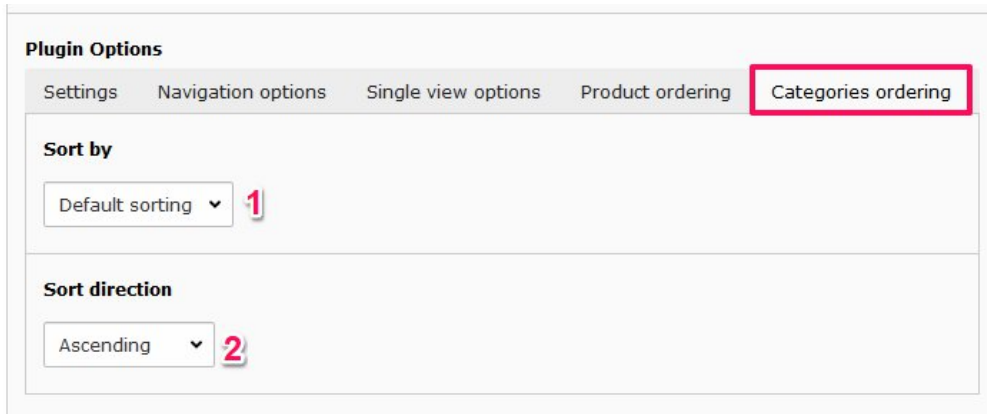 Plugin Options
Settings Navigation options Single view options Product ordering Categories ordering
Sort by
Default sorting 1
Sort direction
Ascending 2